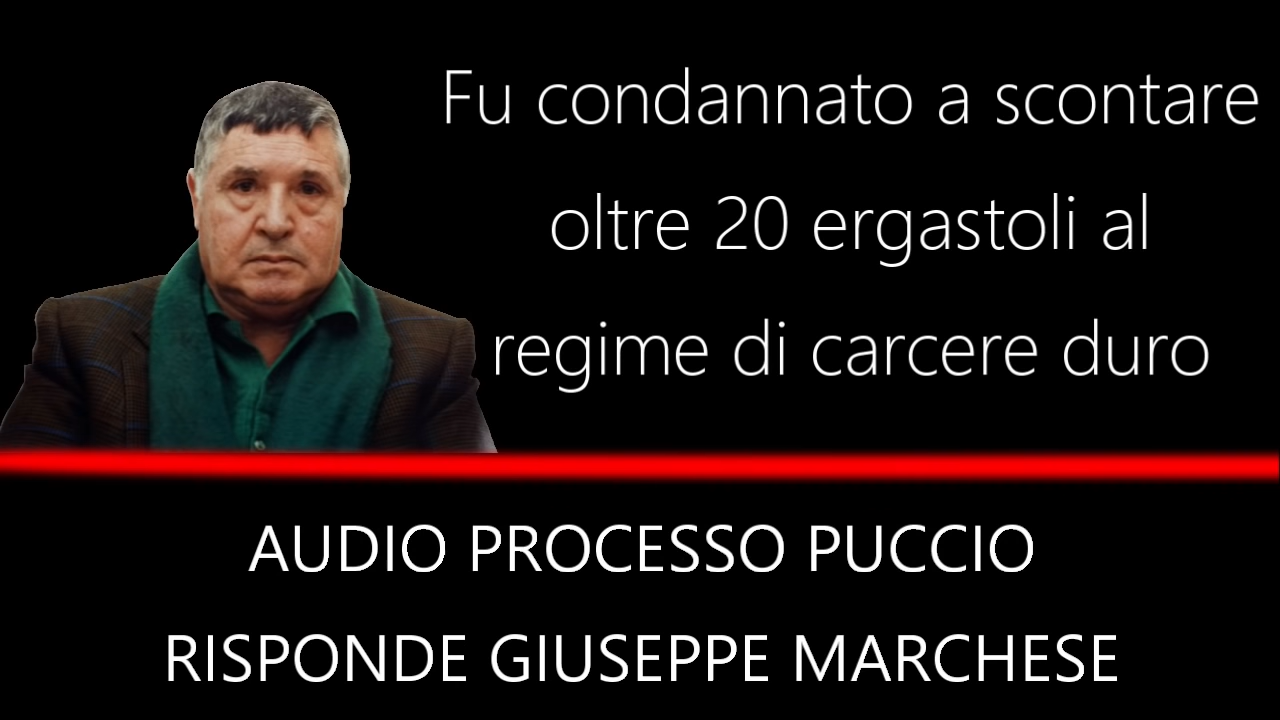 Fu condannato a scontare
oltre 20 ergastoli al
regime di carcere duro
AUDIO PROCESSO PUCCIO
RISPONDE GIUSEPPE MARCHESE